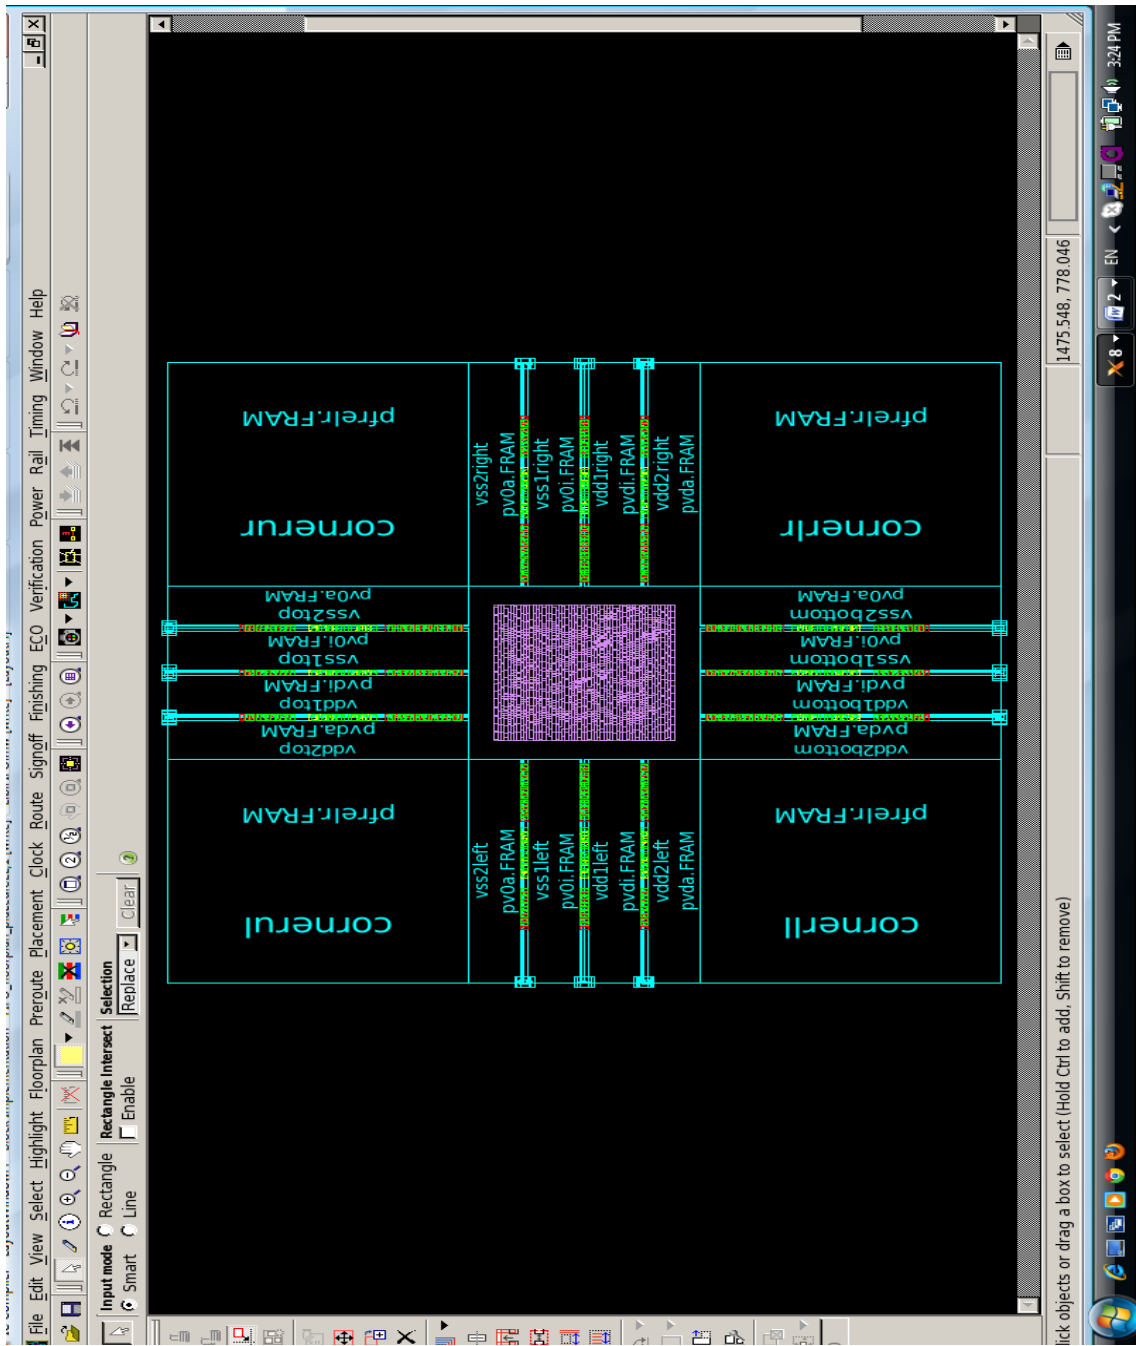 File Edit View Select Highlight Floorplan Preroute Placement Clock Route Signoff Finishing ECO Verification Power Rail Timing Window Help
Input mode
Rectangle
Smart
Line
Rectangle Intersect
Enable
Selection
Replace
Clear
cornerul
pfrelr.FRAM
cornerur
pfrelr.FRAM
vdd2top
pvda.FRAM
vdd1top
pvdi.FRAM
vss1top
pv0i.FRAM
vss2top
pv0a.FRAM
vss2left
pv0a.FRAM
vss1left
pv0i.FRAM
vdd1left
pvdi.FRAM
vdd2left
pvda.FRAM
vss2right
pv0a.FRAM
vss1right
pv0i.FRAM
vdd1right
pvdi.FRAM
vdd2right
pvda.FRAM
cornerll
pfrelr.FRAM
vdd2bottom
pvda.FRAM
vdd1bottom
pvdi.FRAM
vss1bottom
pv0i.FRAM
vss2bottom
pv0a.FRAM
cornerlr
pfrelr.FRAM
lick objects or drag a box to select (Hold Ctrl to add, Shift to remove)
1475.548, 778.046
X 8
2
EN
3:24 PM